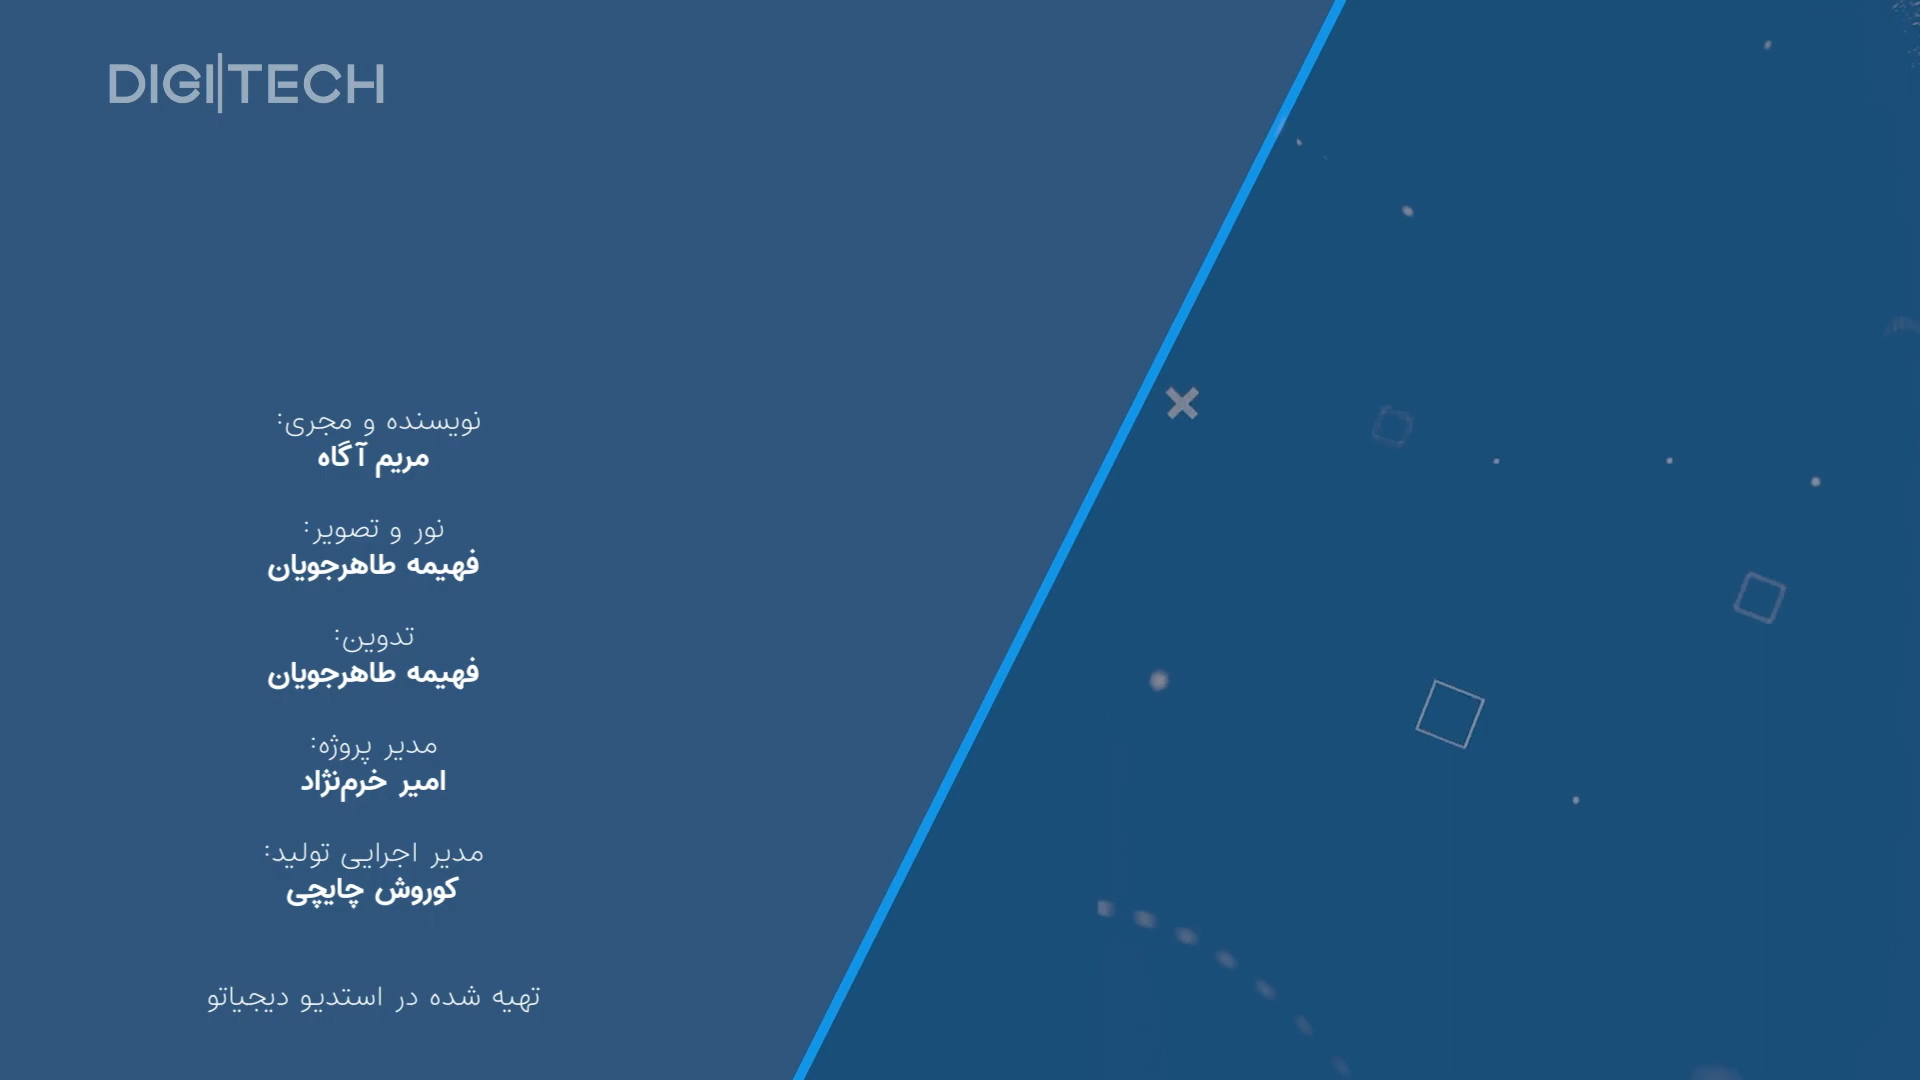 DIGI|TECH
نویسنده و مجری:
مریم آگاه
نور و تصویر:
فهیمه طاهرجویان
تدوین:
فهیمه طاهرجویان
مدیر پروژه:
امیر خرم‌نژاد
مدیر اجرایی تولید:
کوروش چایچی
تهیه شده در استدیو دیجیاتو